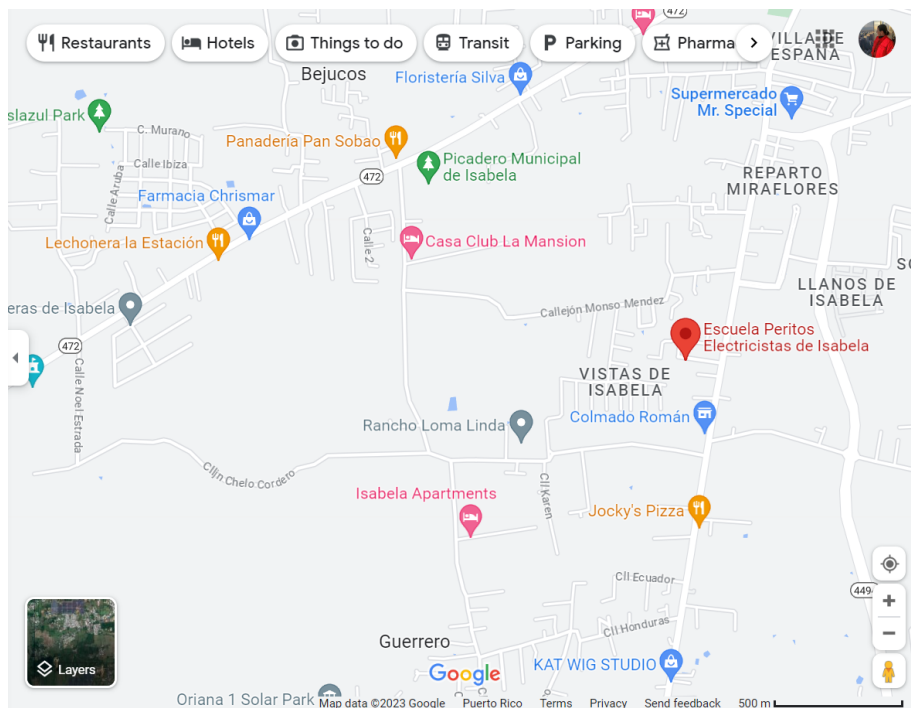 472
Restaurants
Hotels
Things to do
Transit
Parking
Pharma
VILLA DE
ESPAÑA
Bejucos
Floristería Silva
Supermercado
Mr. Special
slazul Park
C. Murano
Calle Ibiza
Calle Aruba
Panadería Pan Sobao
472
Picadero Municipal
de Isabela
REPARTO
MIRAFLORES
Farmacia Chrismar
Lechonera la Estación
Calle 2
Casa Club La Mansion
LLANOS DE
ISABELA
eras de Isabela
Callejón Monso Mendez
Escuela Peritos
Electricistas de Isabela
472
Calle Noel Estrada
VISTAS DE
ISABELA
Colmado Román
Rancho Loma Linda
Clljn Chelo Cordero
Cll Karen
Isabela Apartments
Jocky's Pizza
Cll Ecuador
449
Cll Honduras
Guerrero
KAT WIG STUDIO
Layers
Google
Oriana 1 Solar Park
Map data ©2023 Google
Puerto Rico
Terms
Privacy
Send feedback
500 m